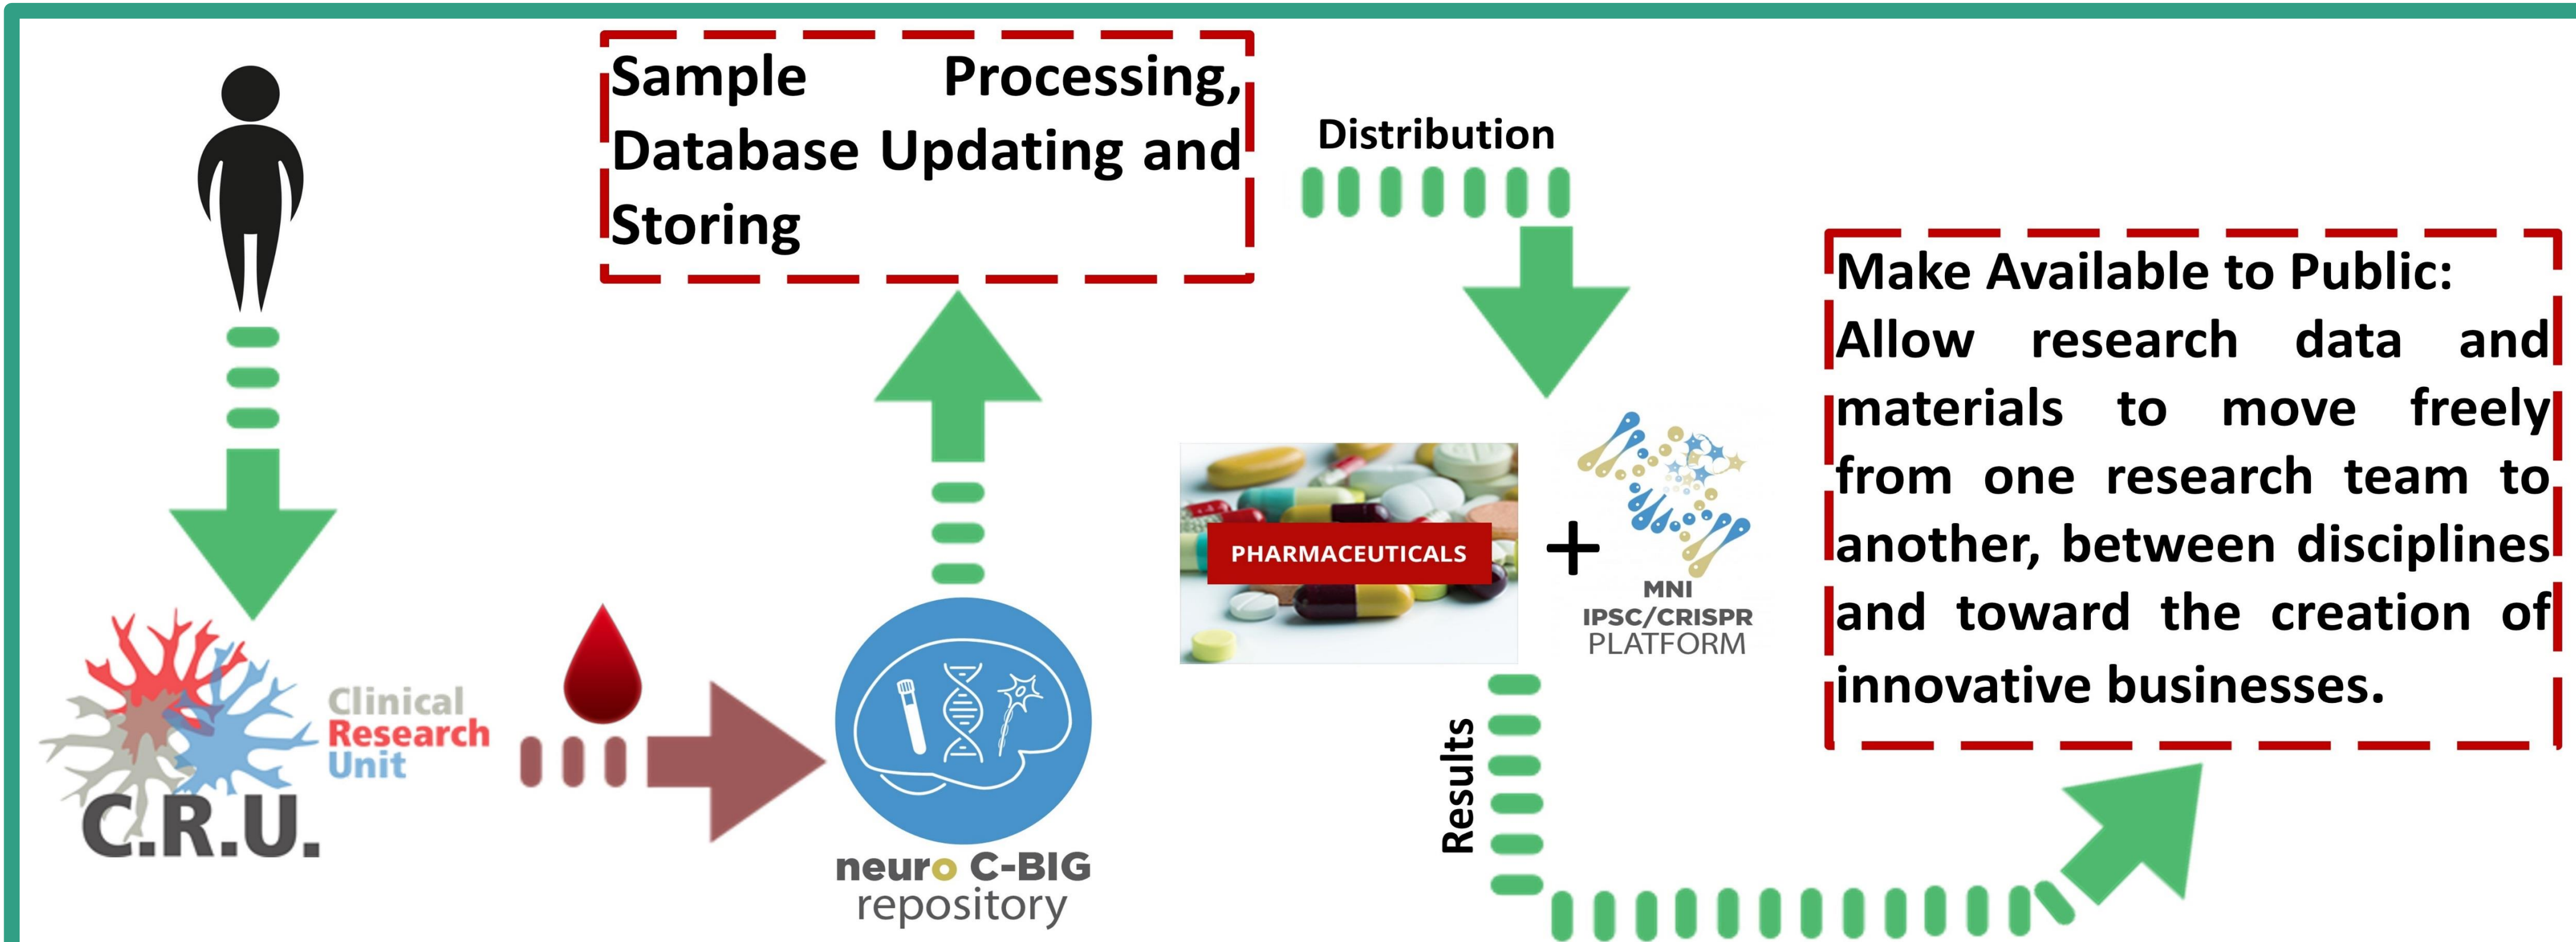 Sample Processing,
Database Updating and
Storing
Distribution
Make Available to Public:
Allow research data and
materials to move freely
from one research team to
another, between disciplines
and toward the creation of
innovative businesses.
PHARMACEUTICALS
+
MNI
IPSC/CRISPR
PLATFORM
Clinical
Research
Unit
C.R.U.
neuro C-BIG
repository
Results